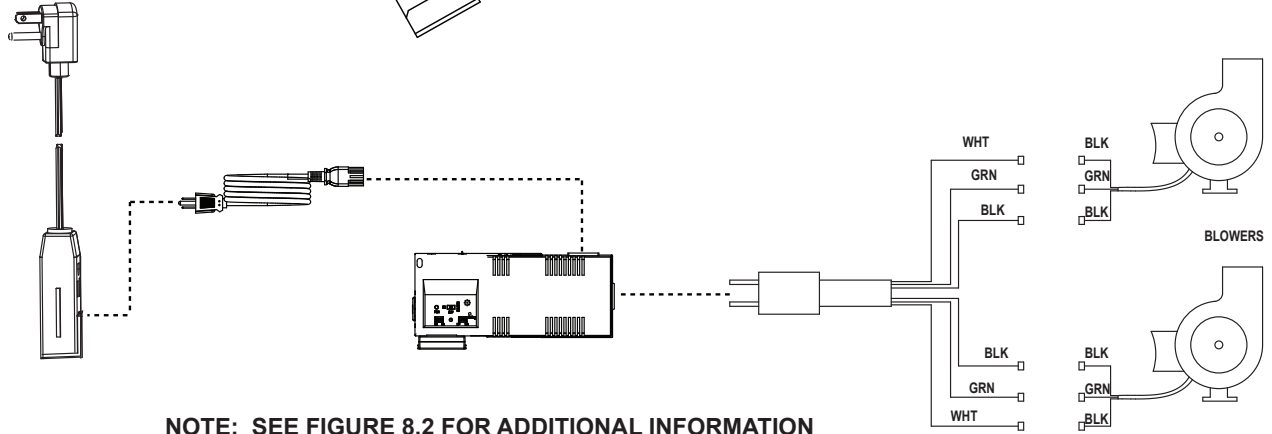 WHT BLK
GRN GRN
BLK BLK
BLOWERS
BLK BLK
GRN GRN
WHT BLK
NOTE: SEE FIGURE 8.2 FOR ADDITIONAL INFORMATION